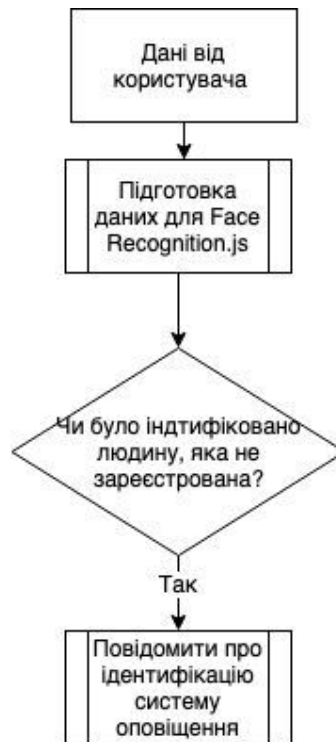 Дані від
користувача
Підготовка
даних для Face
Recognition.js
Чи було індтифіковано
людину, яка не
зареєстрована?
Так
Повідомити про
ідентифікацію
систему
оповіщення